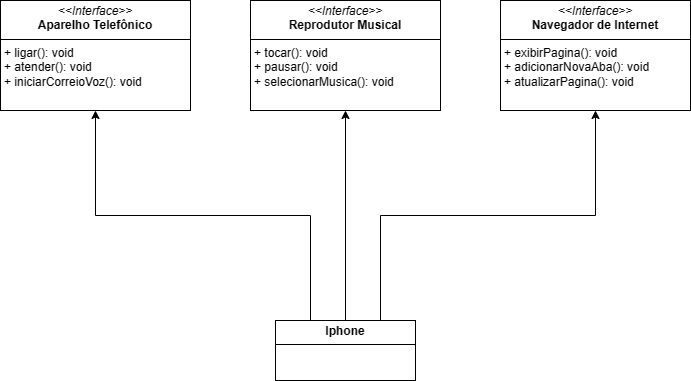 <<Interface>>
Aparelho Telefônico
+ ligar(): void
+ atender(): void
+ iniciarCorreioVoz(): void
<<Interface>>
Reprodutor Musical
+ tocar(): void
+ pausar(): void
+ selecionarMusica(): void
<<Interface>>
Navegador de Internet
+ exibirPagina(): void
+ adicionarNovaAba(): void
+ atualizarPagina(): void
Iphone